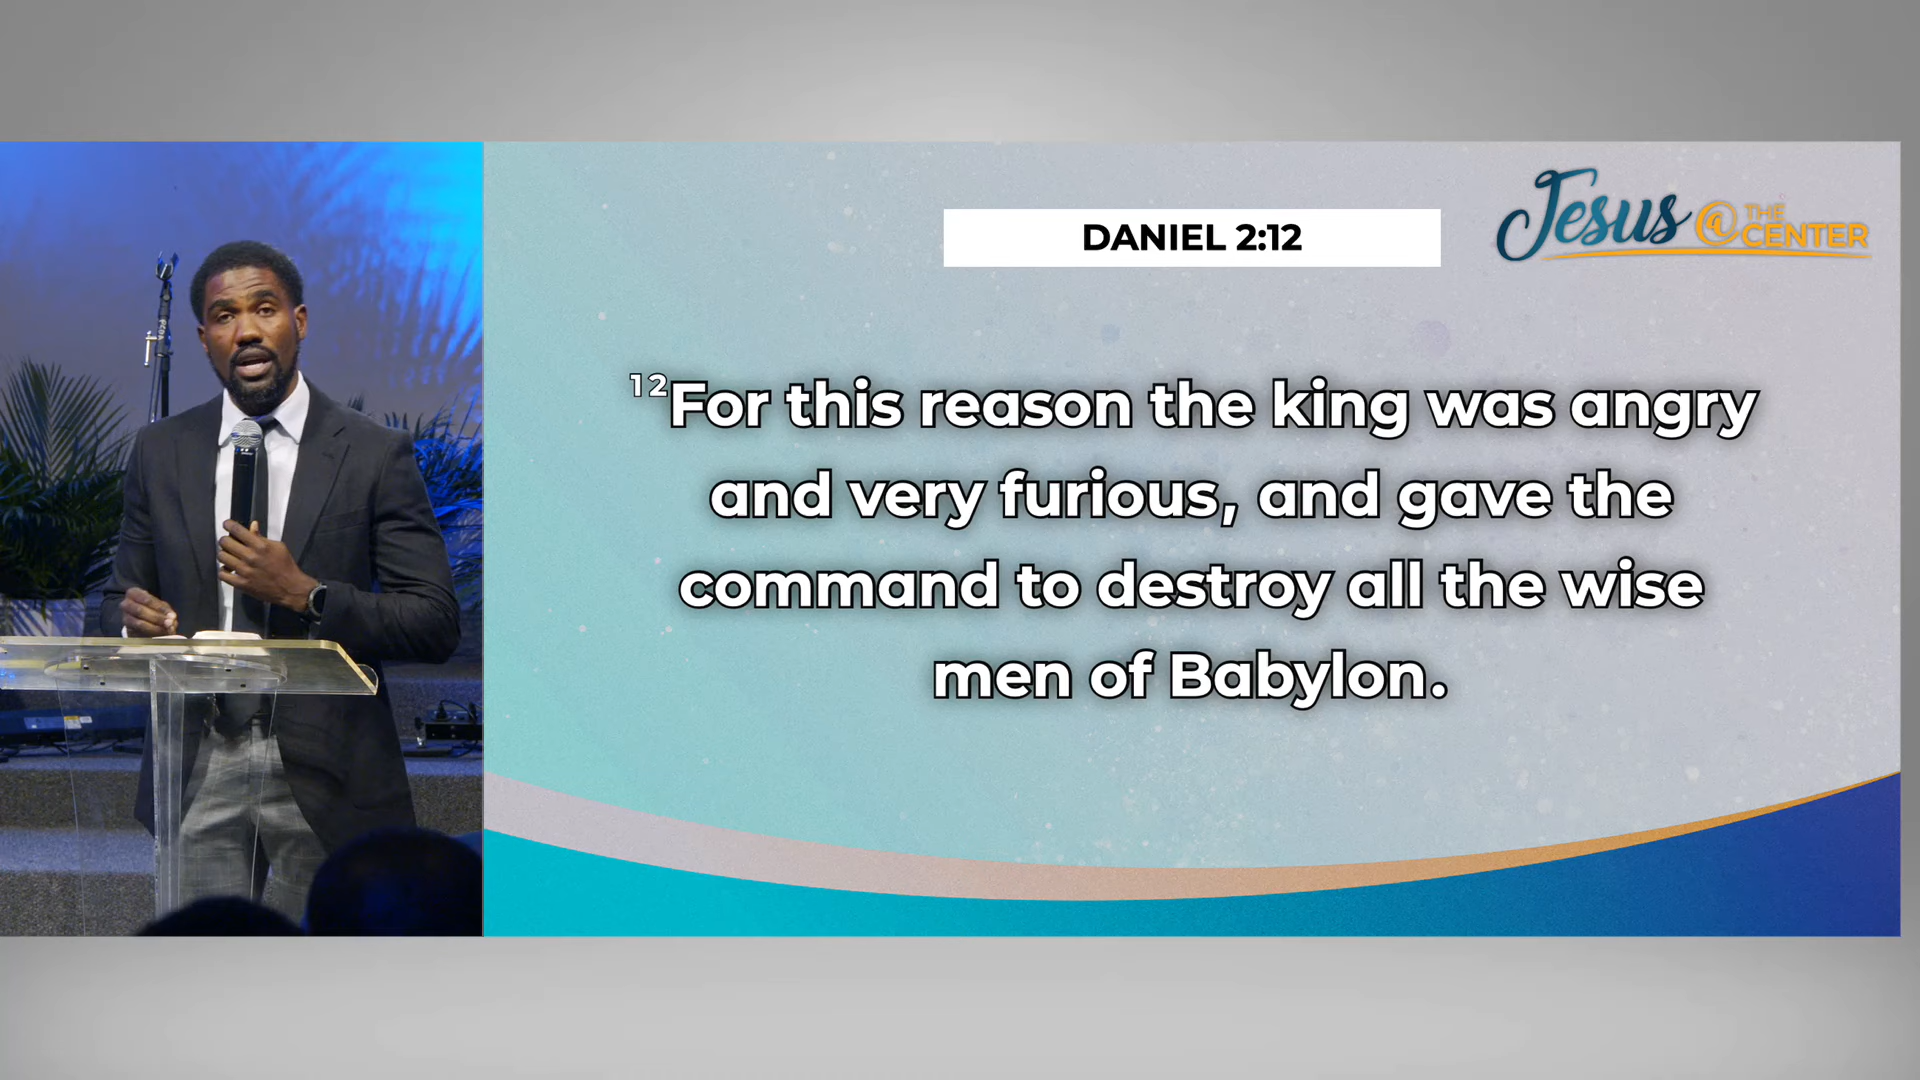 DANIEL 2:12
Jesus @ THE CENTER
12For this reason the king was angry
and very furious, and gave the
command to destroy all the wise
men of Babylon.